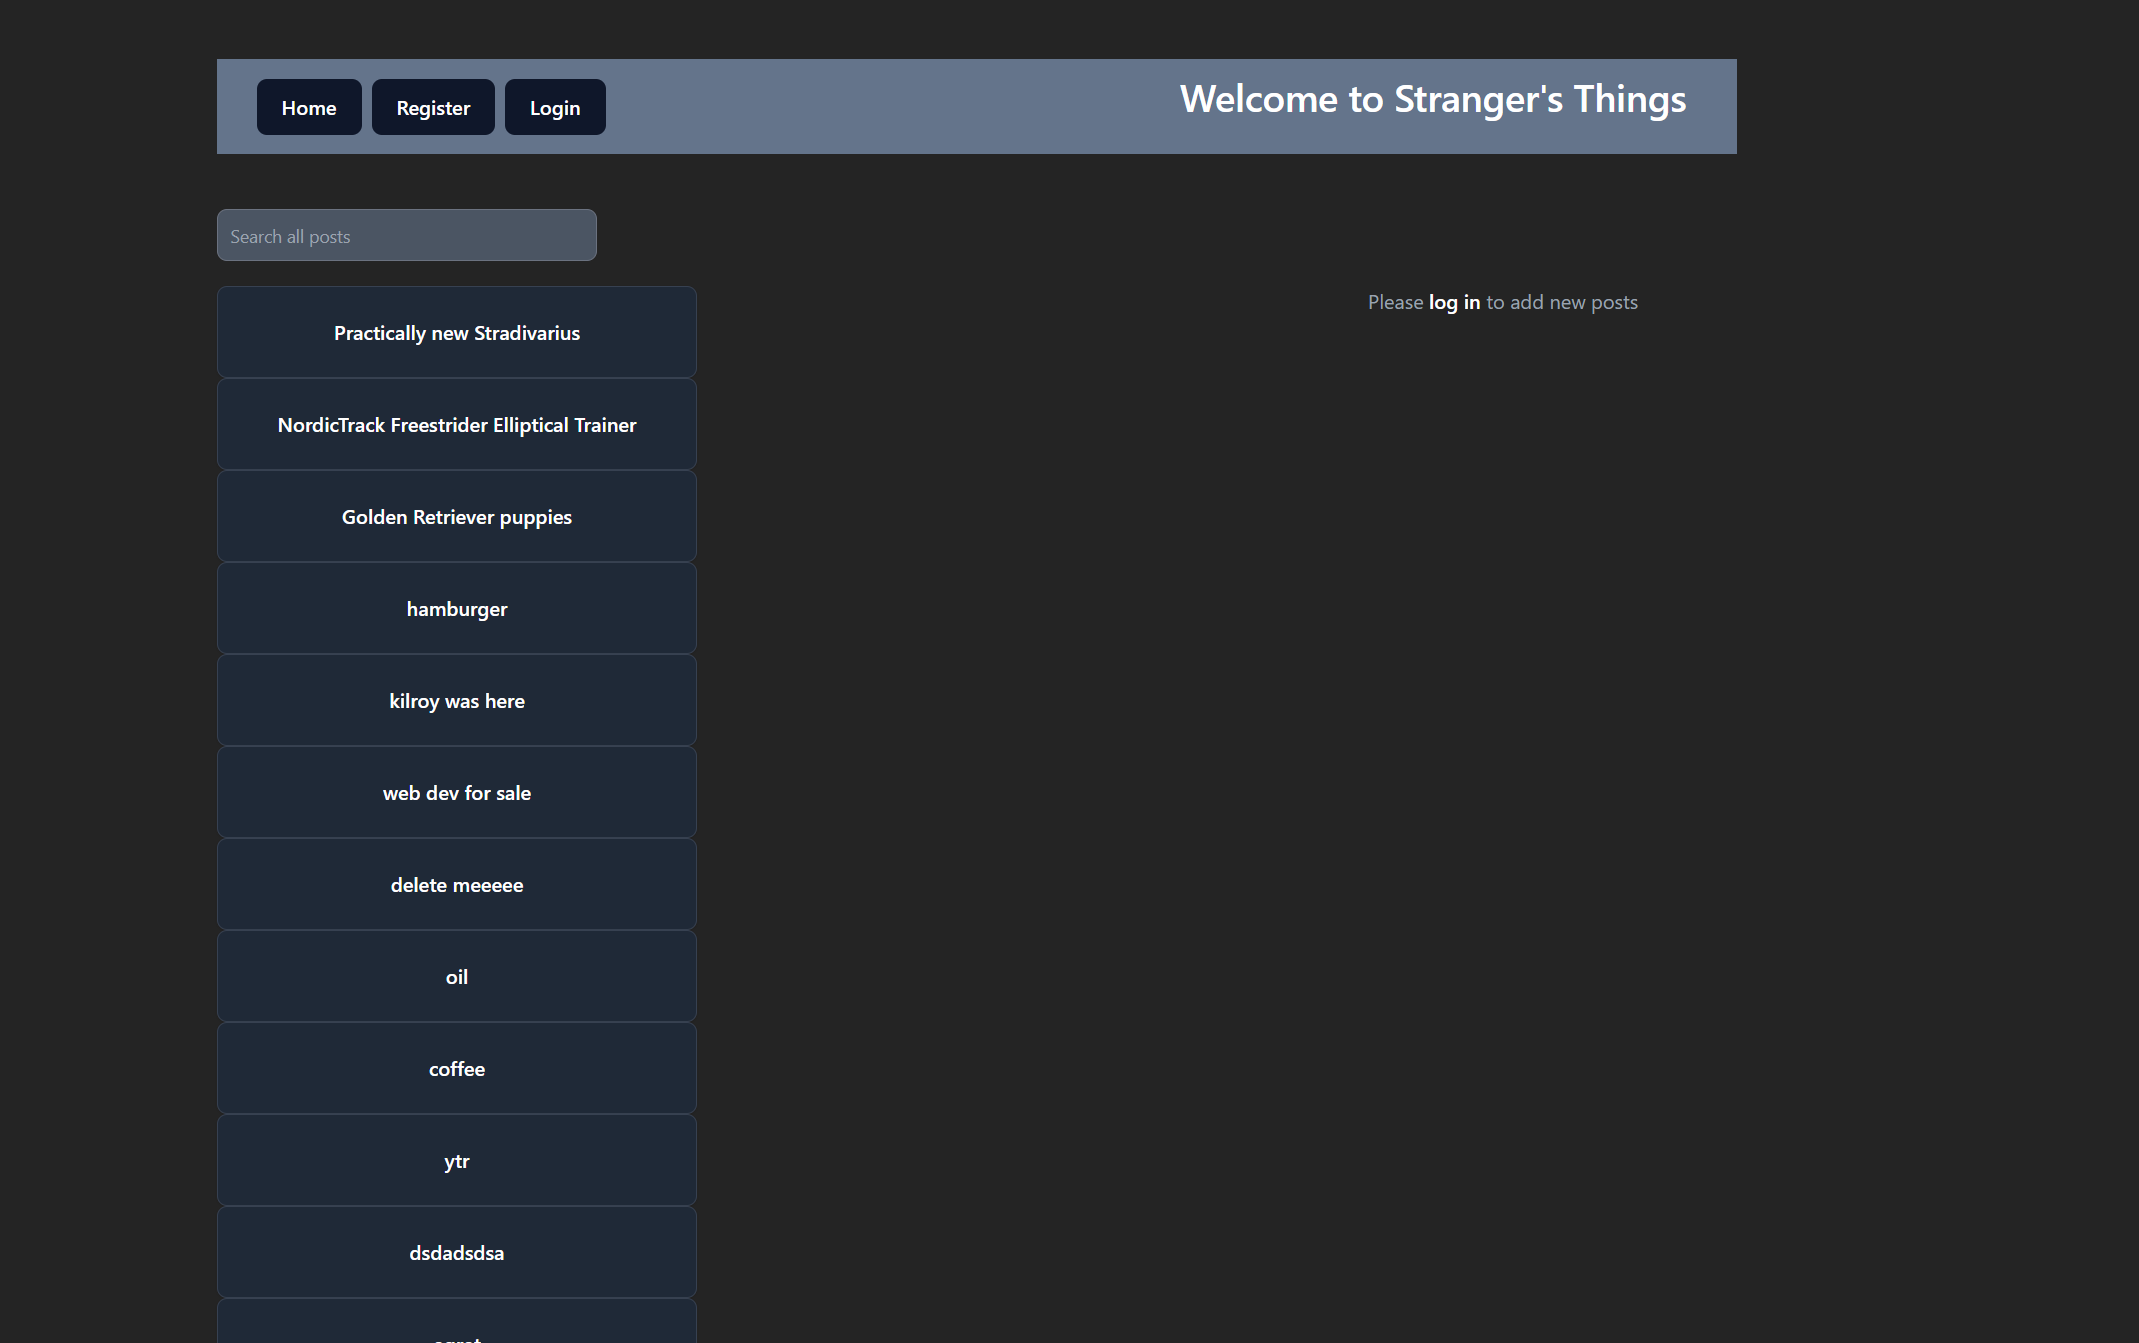 Home
Register
Login
Welcome to Stranger's Things
Search all posts
Please log in to add new posts
Practically new Stradivarius
NordicTrack Freestrider Elliptical Trainer
Golden Retriever puppies
hamburger
kilroy was here
web dev for sale
delete meeeee
oil
coffee
ytr
dsdadsdsa